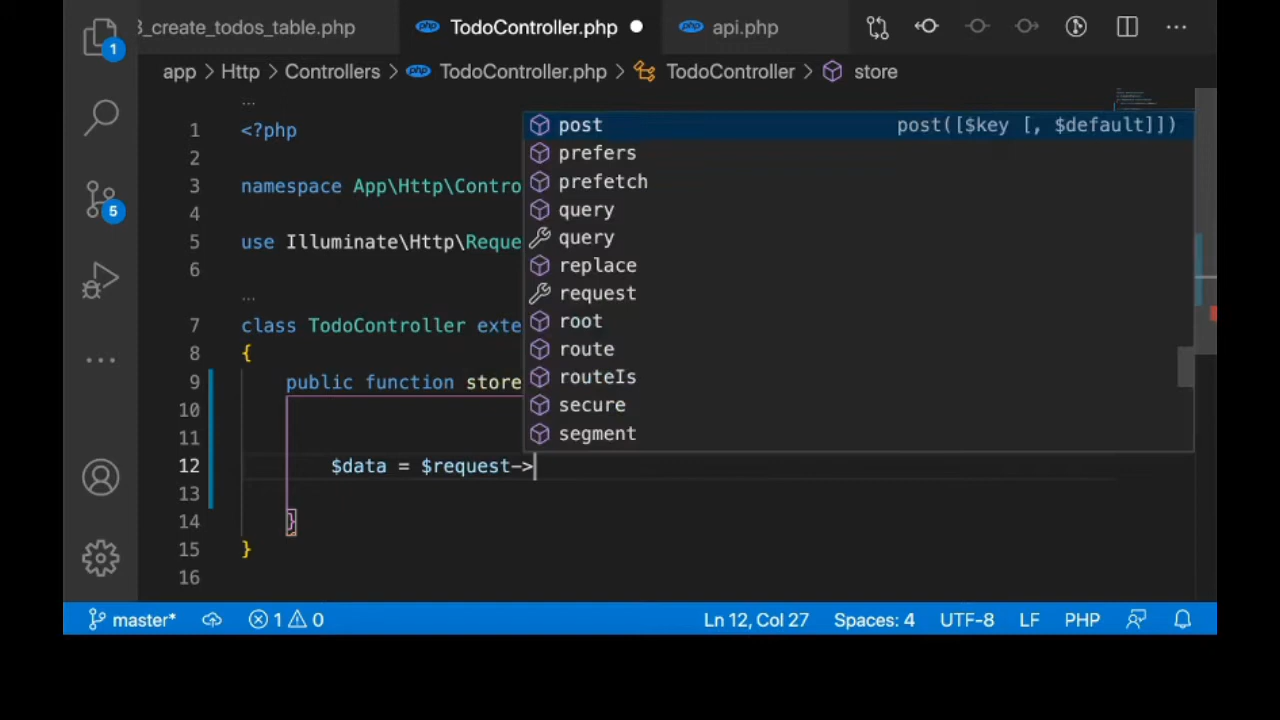 3_create_todos_table.php TodoController.php api.php
app > Http > Controllers > TodoController.php > TodoController > store
1 <?php
2
3 namespace App\Http\Contro
4
5 use Illuminate\Http\Reque
6
7 class TodoController exte
8 {
9 public function store
10
11
12 $data = $request->
13
14 }
15 }
16
post post([$key [, $default]])
prefers
prefetch
query
query
replace
request
root
route
routeIs
secure
segment
1
5
master* 1 0 Ln 12, Col 27 Spaces: 4 UTF-8 LF PHP